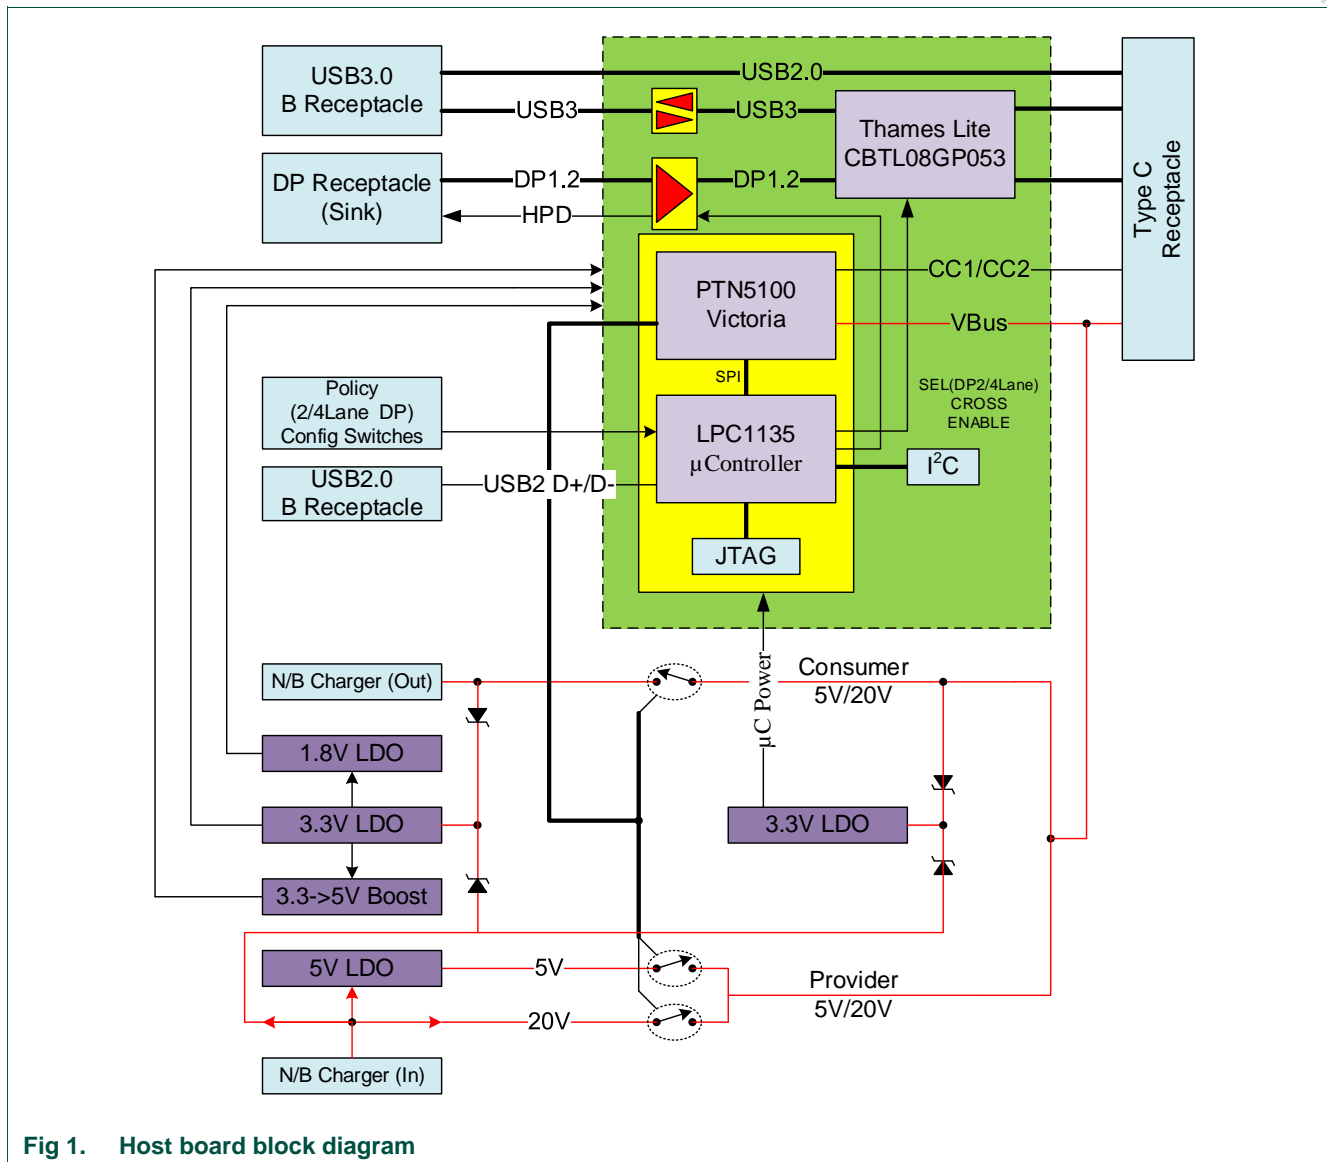 USB3.0
B Receptacle
USB2.0
USB3
USB3
Thames Lite
CBTL08GP053
DP Receptacle
(Sink)
DP1.2
DP1.2
HPD
Type C
Receptacle
PTN5100
Victoria
CC1/CC2
VBus
SPI
Policy
(2/4Lane DP)
Config Switches
SEL(DP2/4Lane)
CROSS
ENABLE
LPC1135
µController
I²C
USB2.0
B Receptacle
USB2 D+/D-
JTAG
N/B Charger (Out)
Consumer
5V/20V
µC Power
1.8V LDO
3.3V LDO
3.3V LDO
3.3->5V Boost
5V LDO
5V
Provider
5V/20V
20V
N/B Charger (In)
Fig 1. Host board block diagram